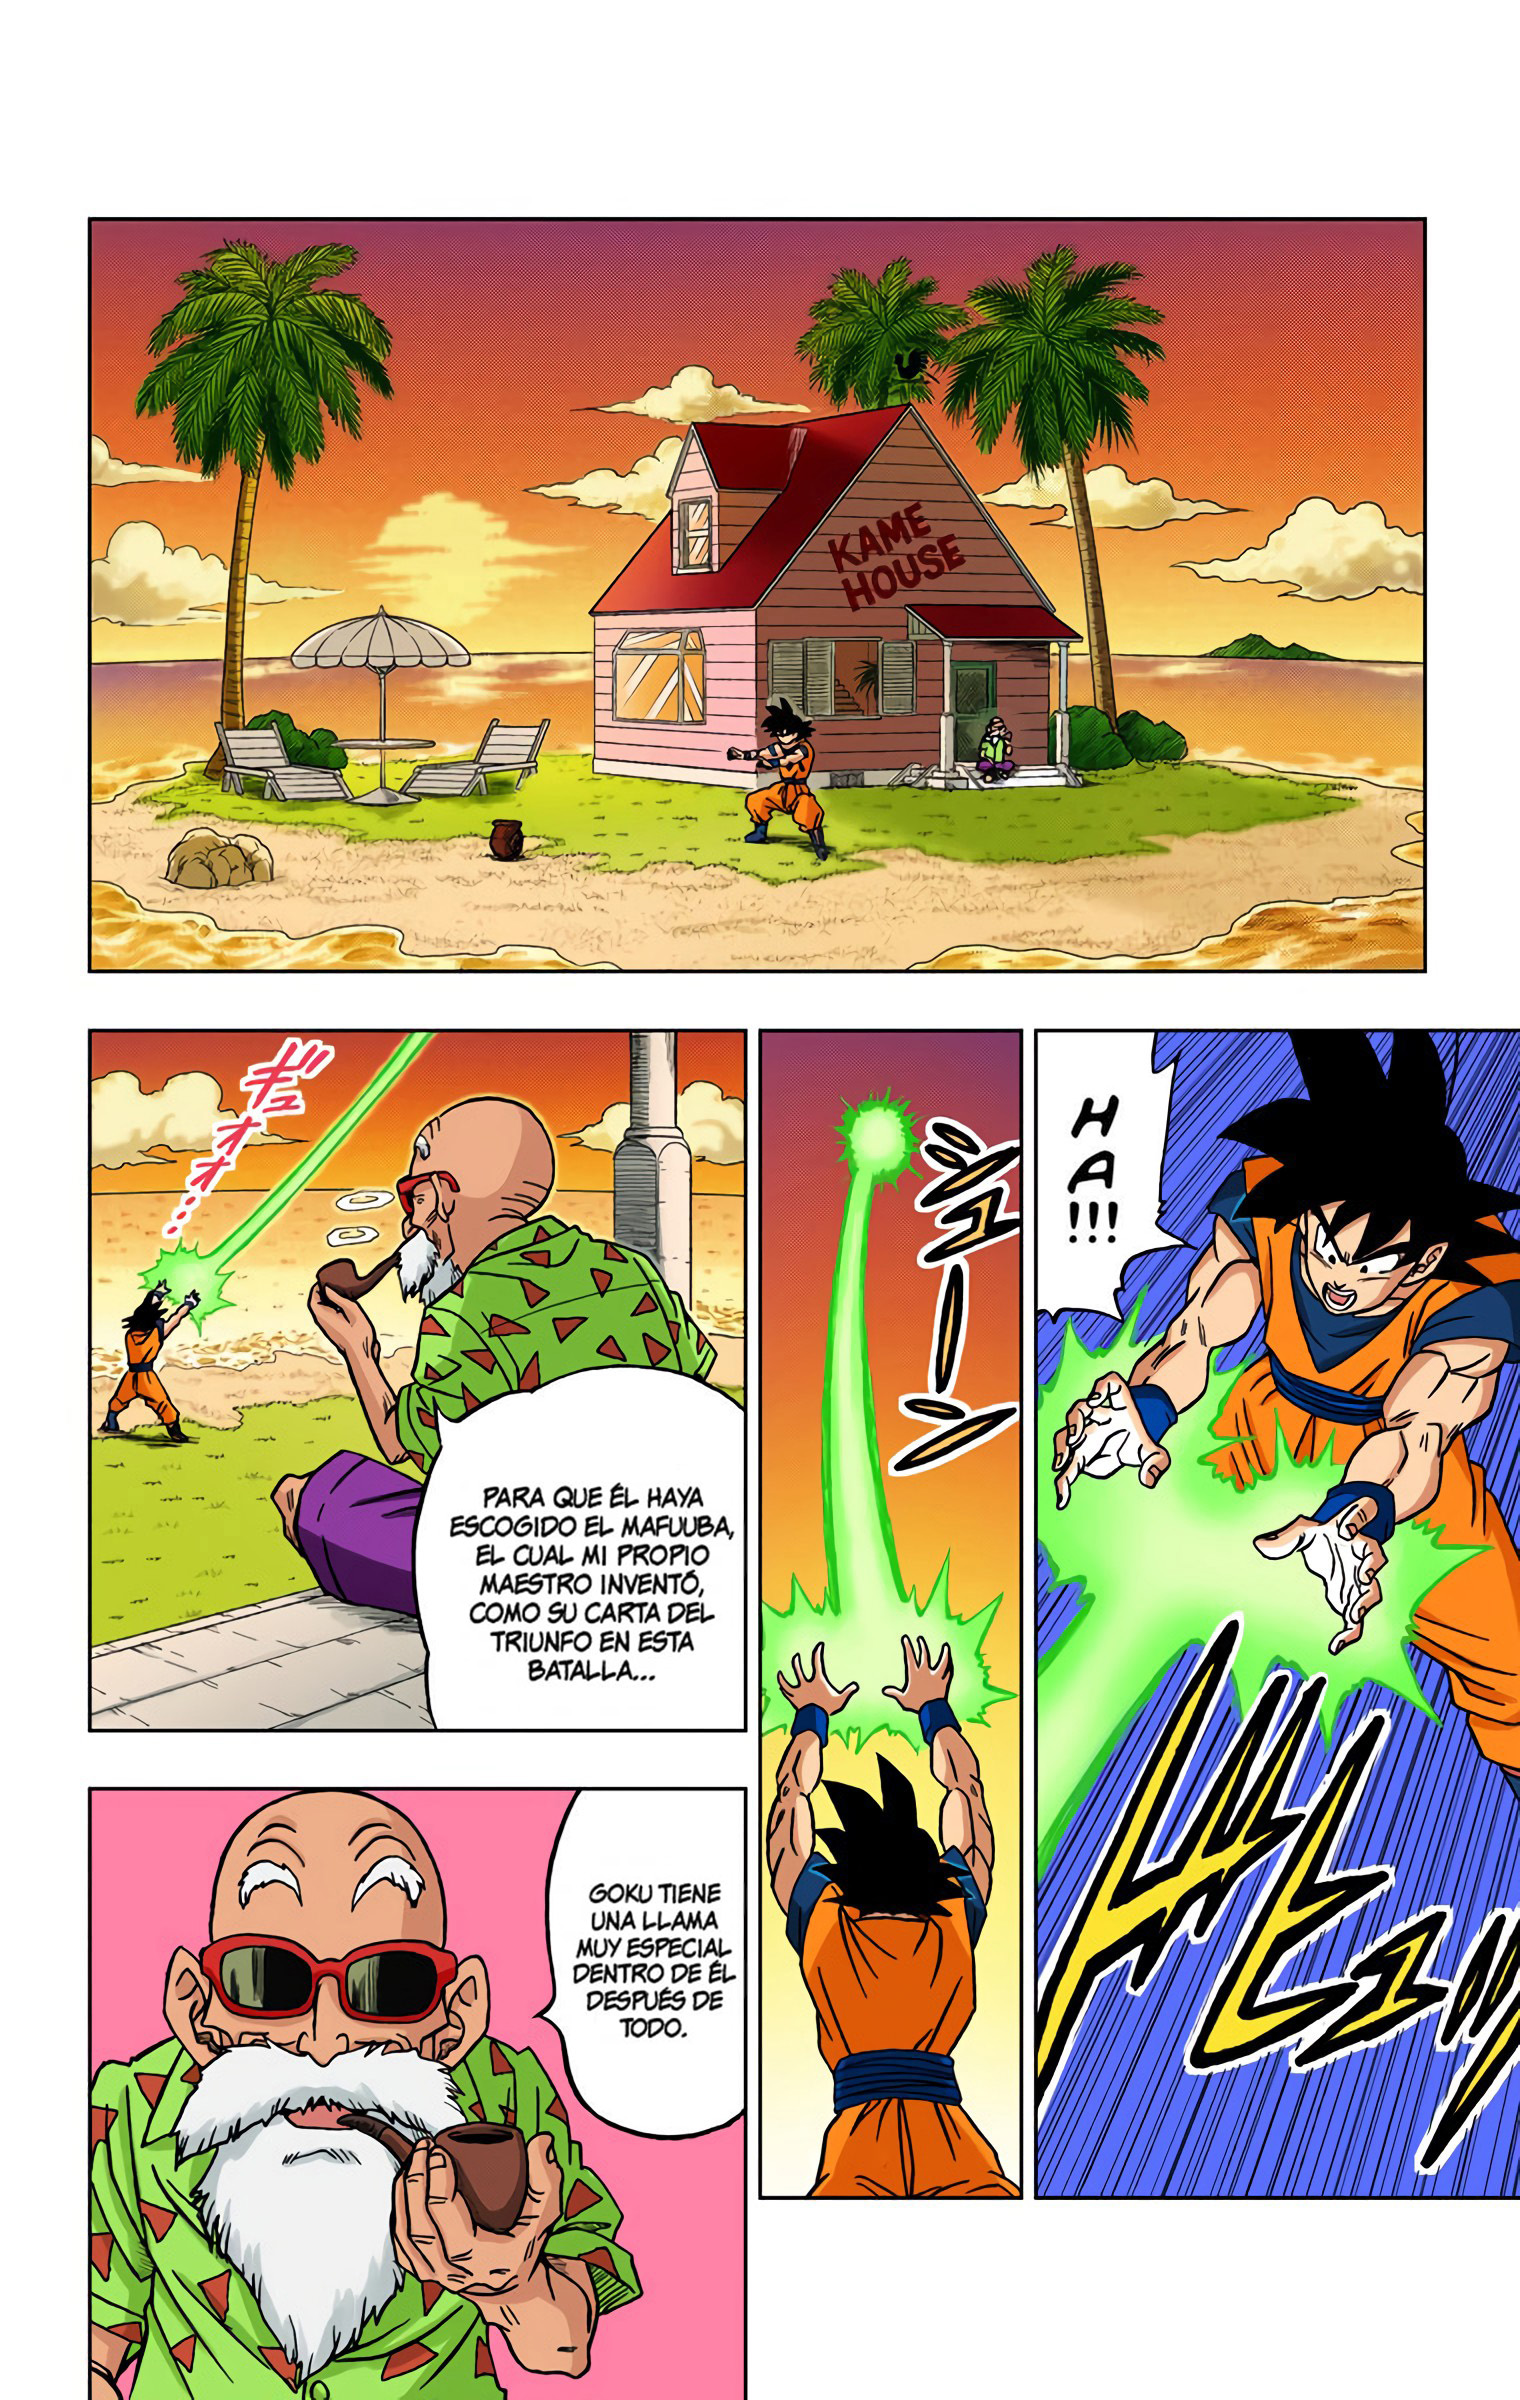 KAME
HOUSE
H
A
!!!
シューン
ギュオオ...
PARA QUE ÉL HAYA
ESCOGIDO EL MAFUUBA,
EL CUAL MI PROPIO
MAESTRO INVENTÓ,
COMO SU CARTA DEL
TRIUNFO EN ESTA
BATALLA...
GOKU TIENE
UNA LLAMA
MUY ESPECIAL
DENTRO DE ÉL
DESPUÉS DE
TODO.